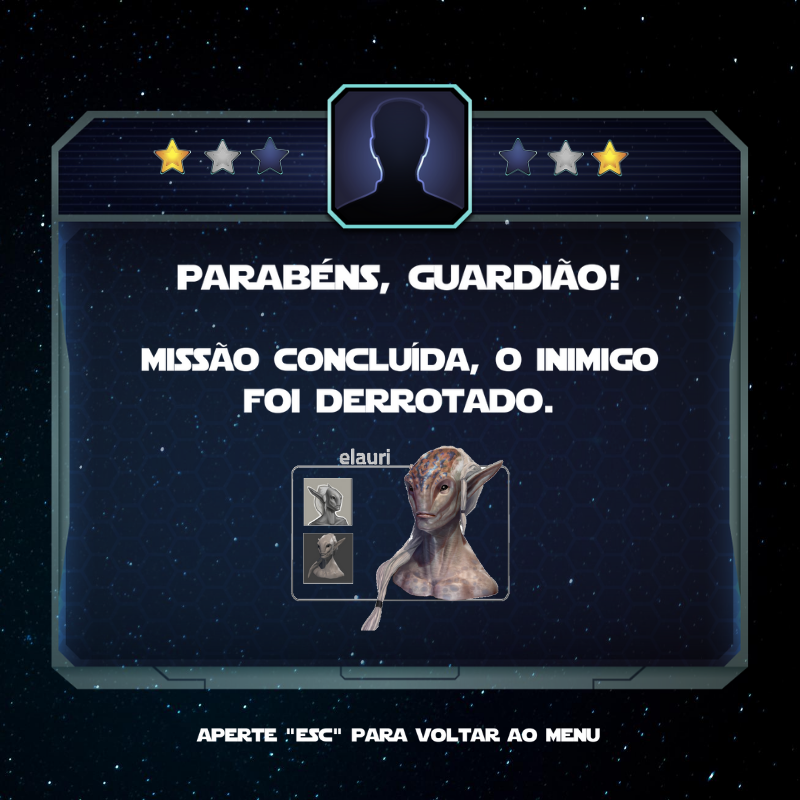 PARABÉNS, GUARDIÃO!
MISSÃO CONCLUÍDA, O INIMIGO
FOI DERROTADO.
elauri
APERTE "ESC" PARA VOLTAR AO MENU